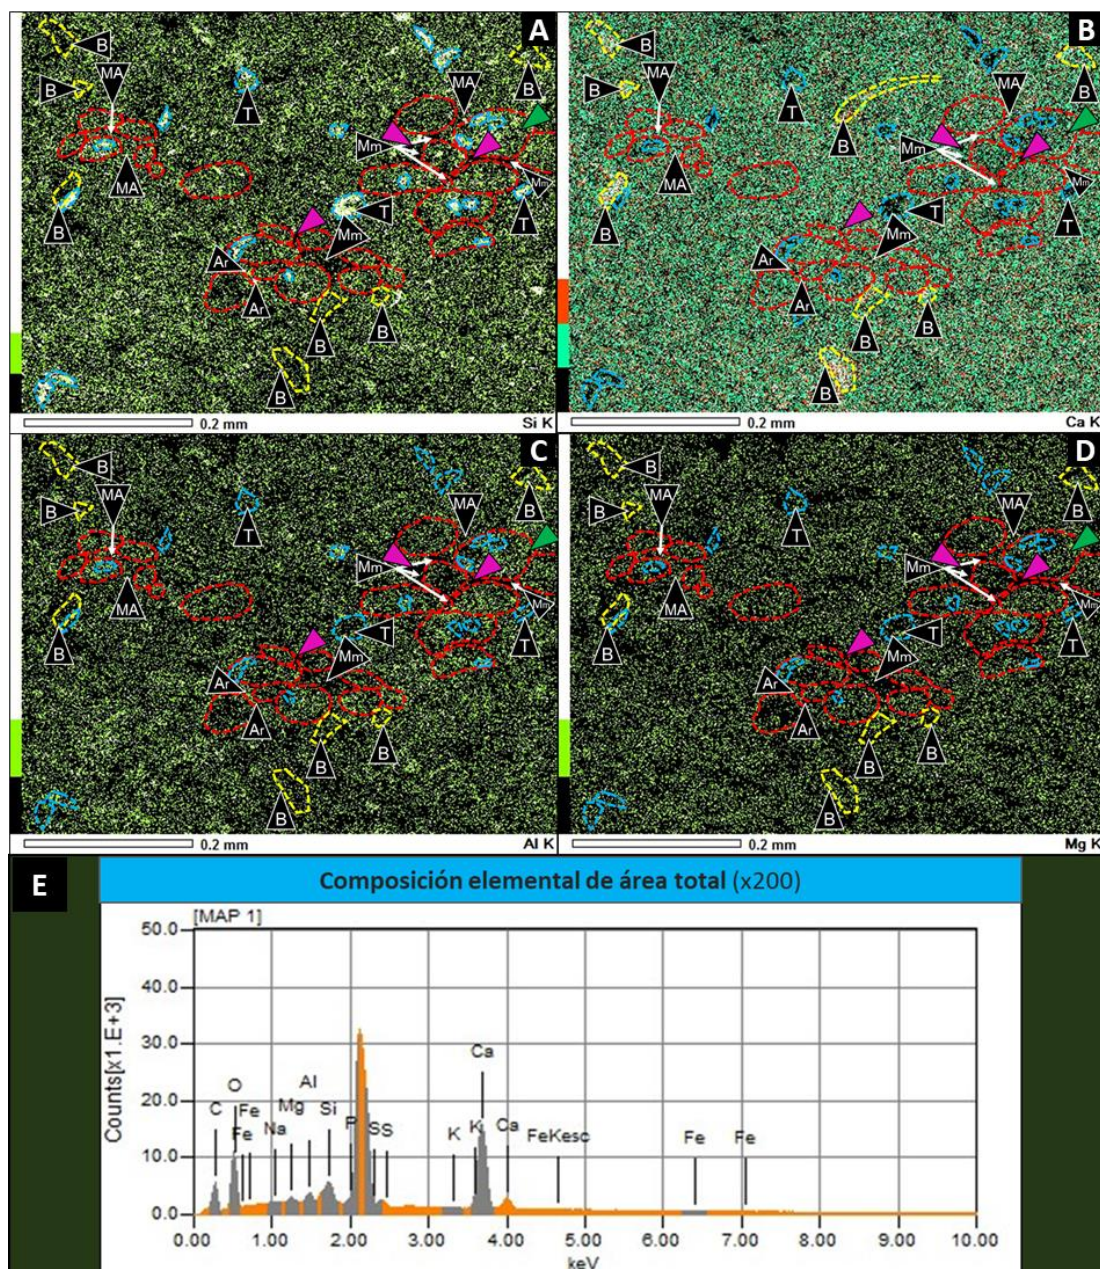 A
B
B
MA
B
MA
T
MA
B
Mm
Mm
T
T
Mm
B
Ar
Ar
B
B
B
0.2 mm
Si K
B
B
MA
B
T
MA
B
B
Mm
Mm
MA
B
T
T
Mm
Ar
Ar
B
B
B
0.2 mm
Ca K
C
B
MA
B
B
MA
T
Mm
Mm
MA
T
B
T
Mm
Ar
Ar
B
B
B
0.2 mm
Al K
D
B
MA
B
B
MA
T
Mm
Mm
MA
T
B
T
Mm
Ar
Ar
B
B
B
0.2 mm
Mg K
E
Composición elemental de área total (x200)
[MAP 1]
Counts[x1.E+3]
50.0
40.0
30.0
20.0
10.0
0.0
C
O
Fe
Fe
Na
Mg
Al
Si
P
S
S
K
K
Ca
Ca
FeKesc
Fe
Fe
0.00 1.00 2.00 3.00 4.00 5.00 6.00 7.00 8.00 9.00 10.00
keV